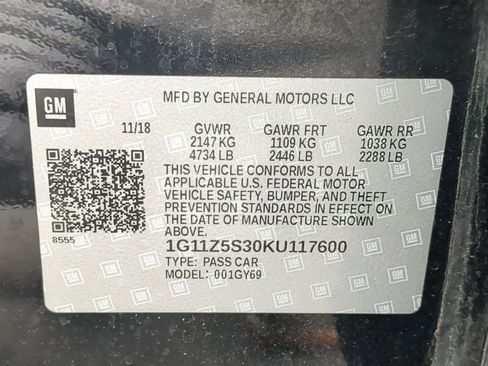 GM
MFD BY GENERAL MOTORS LLC
11/18 GVWR GAWR FRT GAWR RR
2147 KG 1109 KG 1038 KG
4734 LB 2446 LB 2288 LB
THIS VEHICLE CONFORMS TO ALL
APPLICABLE U.S. FEDERAL MOTOR
VEHICLE SAFETY, BUMPER, AND THEFT
PREVENTION STANDARDS IN EFFECT ON
THE DATE OF MANUFACTURE SHOWN
ABOVE.
8555
1G11Z5S30KU117600
TYPE: PASS CAR
MODEL: 001GY69